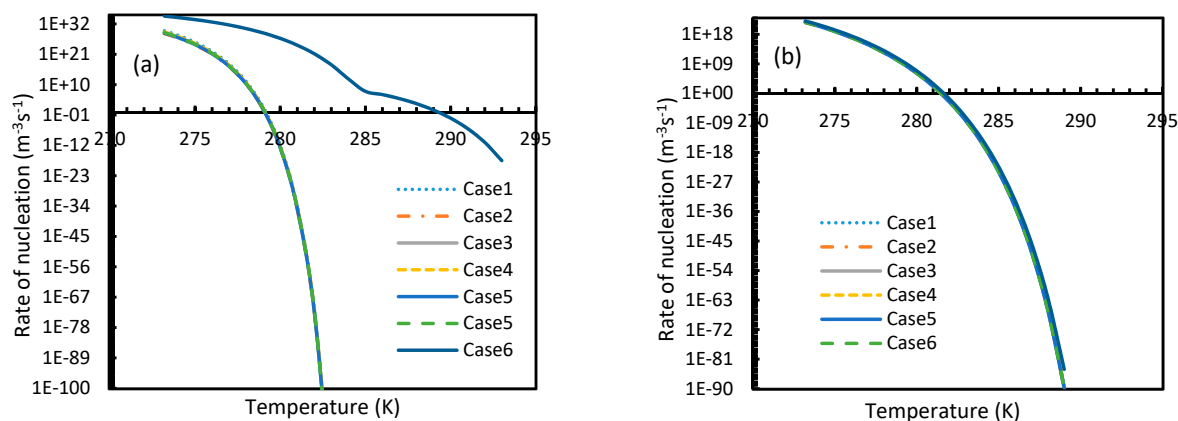 (a)
Rate of nucleation (m⁻³s⁻¹)
1E+32
1E+21
1E+10
1E-01
1E-12
1E-23
1E-34
1E-45
1E-56
1E-67
1E-78
1E-89
1E-100
270 275 280 285 290 295
Case1
Case2
Case3
Case4
Case5
Case5
Case6
Temperature (K)
(b)
Rate of nucleation (m⁻³s⁻¹)
1E+18
1E+09
1E+00
1E-09
1E-18
1E-27
1E-36
1E-45
1E-54
1E-63
1E-72
1E-81
1E-90
270 275 280 285 290 295
Case1
Case2
Case3
Case4
Case5
Case6
Temperature (K)